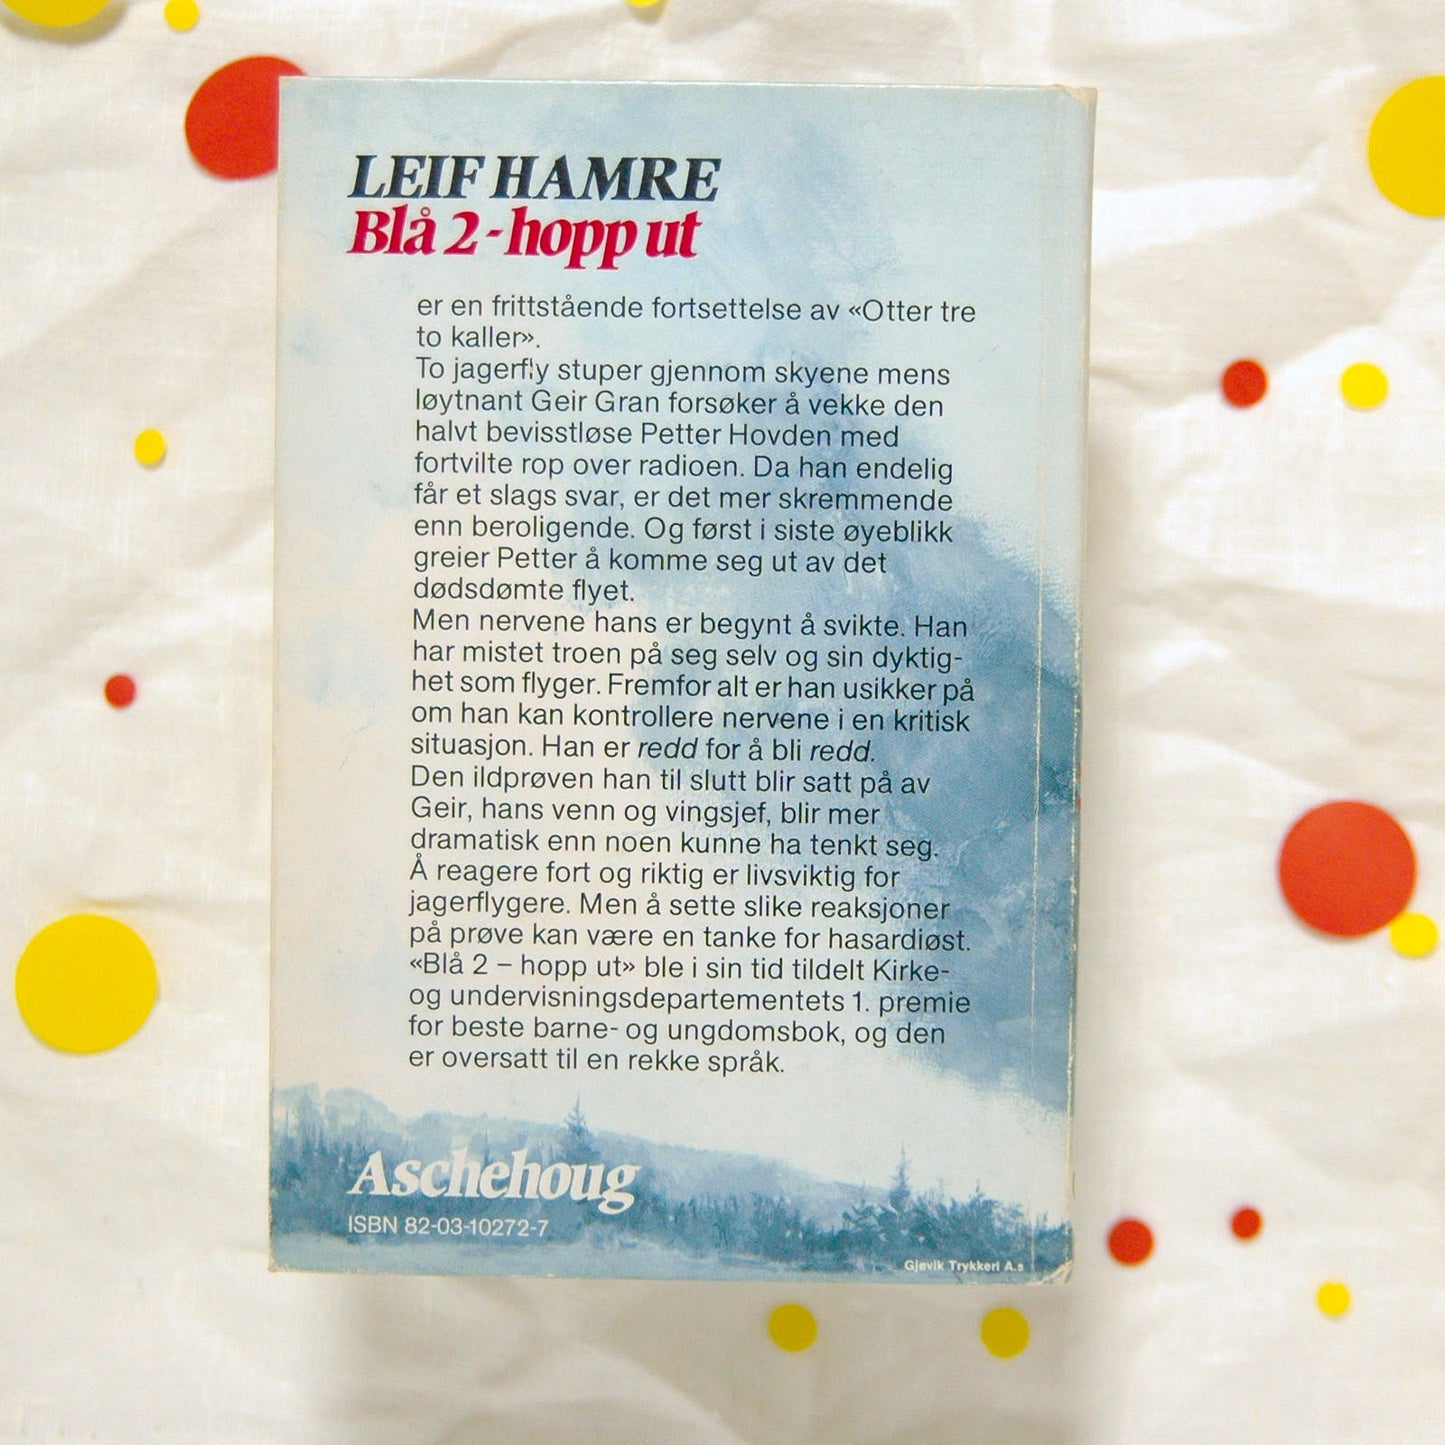 LEIF HAMRE
Blå 2 - hopp ut
er en frittstående fortsettelse av «Otter tre
to kaller».
To jagerfly stuper gjennom skyene mens
løytnant Geir Gran forsøker å vekke den
halvt bevisstløse Petter Hovden med
fortvilte rop over radioen. Da han endelig
får et slags svar, er det mer skremmende
enn beroligende. Og først i siste øyeblikk
greier Petter å komme seg ut av det
dødsdømte flyet.
Men nervene hans er begynt å svikte. Han
har mistet troen på seg selv og sin dyktig-
het som flyger. Fremfor alt er han usikker på
om han kan kontrollere nervene i en kritisk
situasjon. Han er redd for å bli redd.
Den ildprøven han til slutt blir satt på av
Geir, hans venn og vingsjef, blir mer
dramatisk enn noen kunne ha tenkt seg.
Å reagere fort og riktig er livsviktig for
jagerflygere. Men å sette slike reaksjoner
på prøve kan være en tanke for hasardiøst.
«Blå 2 – hopp ut» ble i sin tid tildelt Kirke-
og undervisningsdepartementets 1. premie
for beste barne- og ungdomsbok, og den
er oversatt til en rekke språk.
Aschehoug
ISBN 82-03-10272-7
Gjøvik Trykkeri A.s